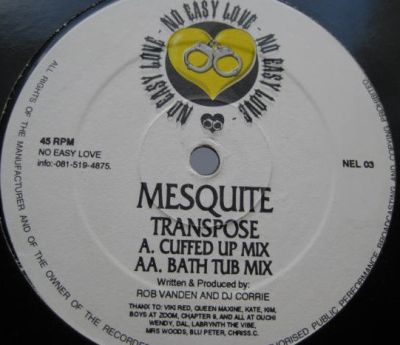 NO EASY LOVE - NO EASY LOVE - NO EASY LOVE
45 RPM
NO EASY LOVE
info:-081-519-4875.
NEL 03
MESQUITE
TRANSPOSE
A. CUFFED UP MIX
AA. BATH TUB MIX
Written & Produced by:
ROB VANDEN AND DJ CORRIE
THANX TO: VIKI RED, QUEEN MAXINE, KATE, KIM,
BOYS AT ZOOM, CHAPTER 9, AND ALL AT OUCH!
WENDY, DAL, LABRYNTH THE VIBE,
MRS WOODS, BLU PETER, CHRISS.C.
ALL RIGHTS OF THE MANUFACTURER AND OF THE OWNER OF THE RECORDED
PUBLIC PERFORMANCE BROADCASTING AND
PROHIBITED